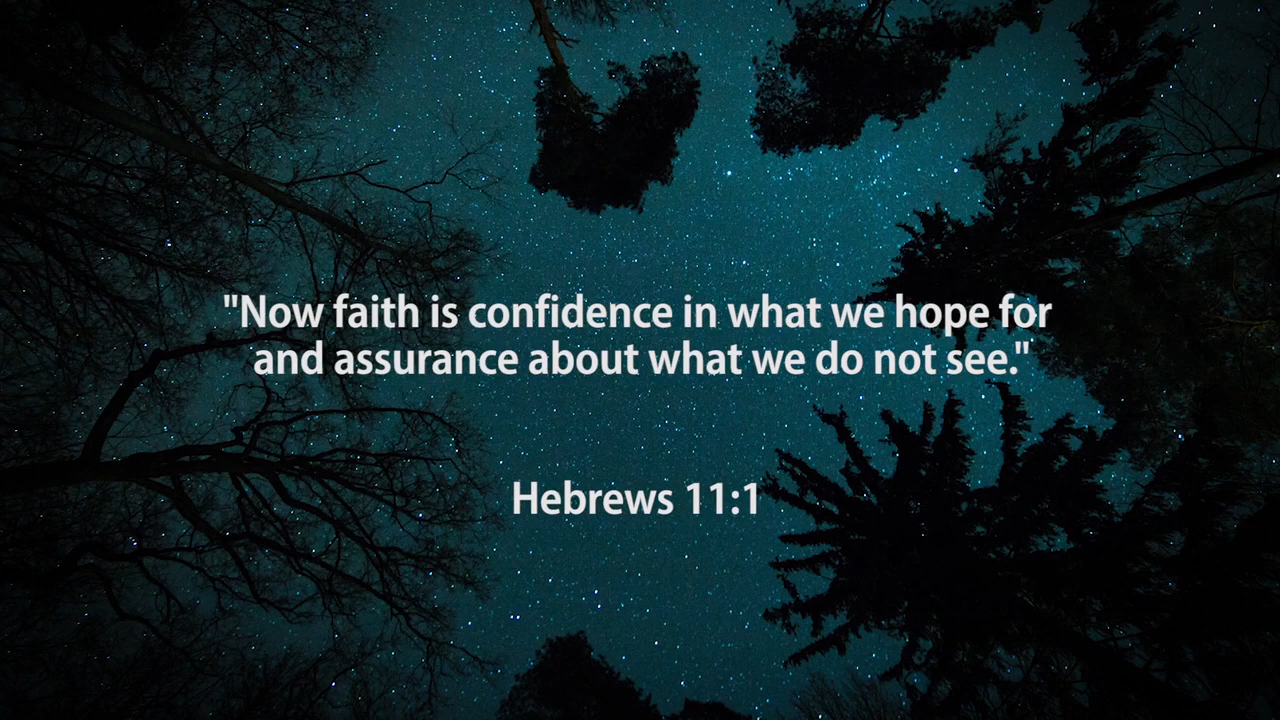 "Now faith is confidence in what we hope for
and assurance about what we do not see."
Hebrews 11:1